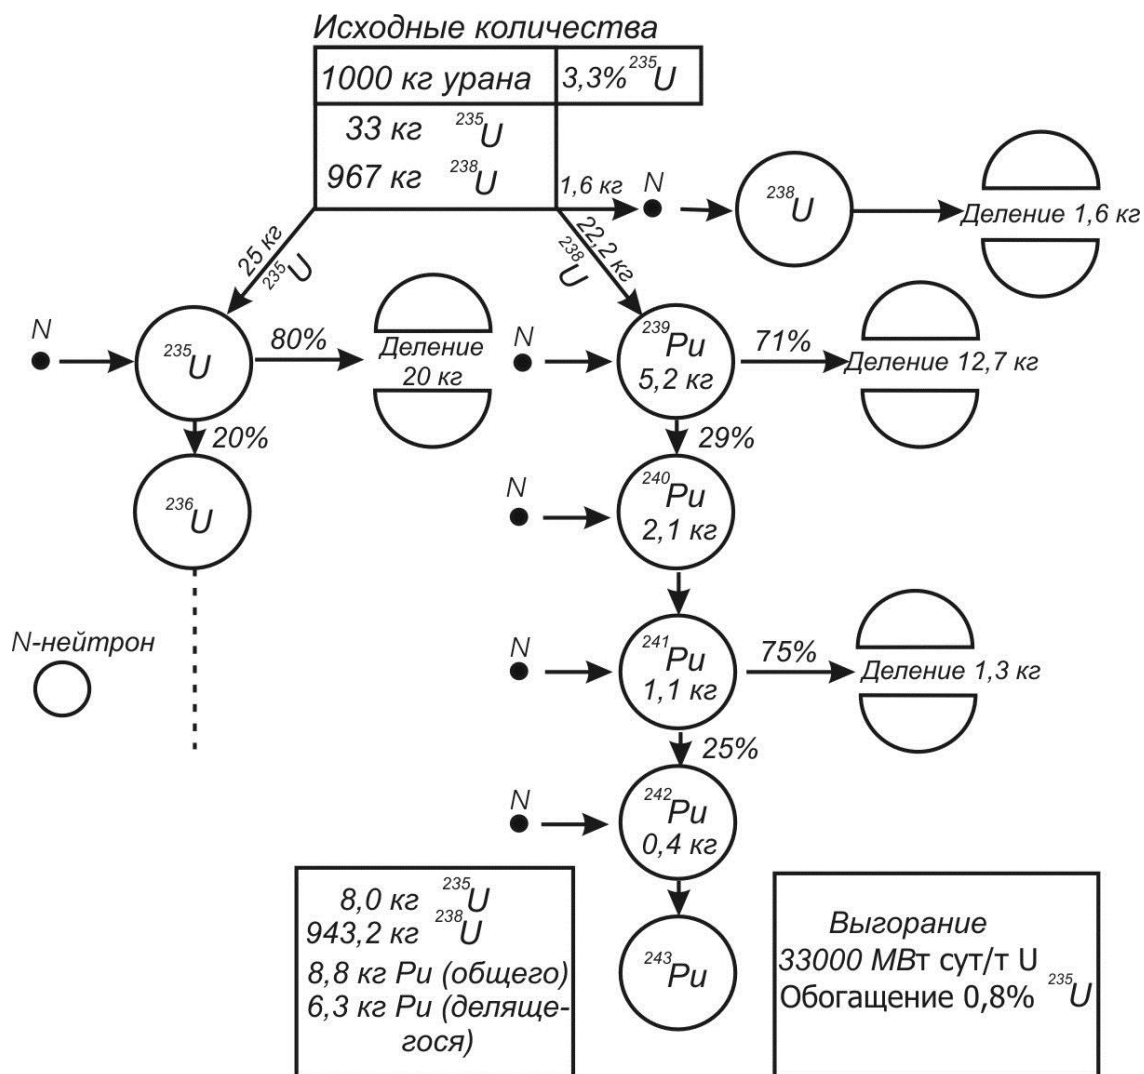 Исходные количества
1000 кг урана 3,3% ²³⁵U
33 кг ²³⁵U
967 кг ²³⁸U
1,6 кг N ²³⁸U Деление 1,6 кг
25 кг ²³⁵U
22,2 кг ²³⁸U
N ²³⁵U 80% Деление
20 кг
20%
²³⁶U
N-нейтрон
N ²³⁹Pu
5,2 кг
71% Деление 12,7 кг
29%
N ²⁴⁰Pu
2,1 кг
N ²⁴¹Pu
1,1 кг
75% Деление 1,3 кг
25%
N ²⁴²Pu
0,4 кг
²⁴³Pu
8,0 кг ²³⁵U
943,2 кг ²³⁸U
8,8 кг Pu (общего)
6,3 кг Pu (деляще-
гося)
Выгорание
33000 МВт сут/т U
Обогащение 0,8% ²³⁵U